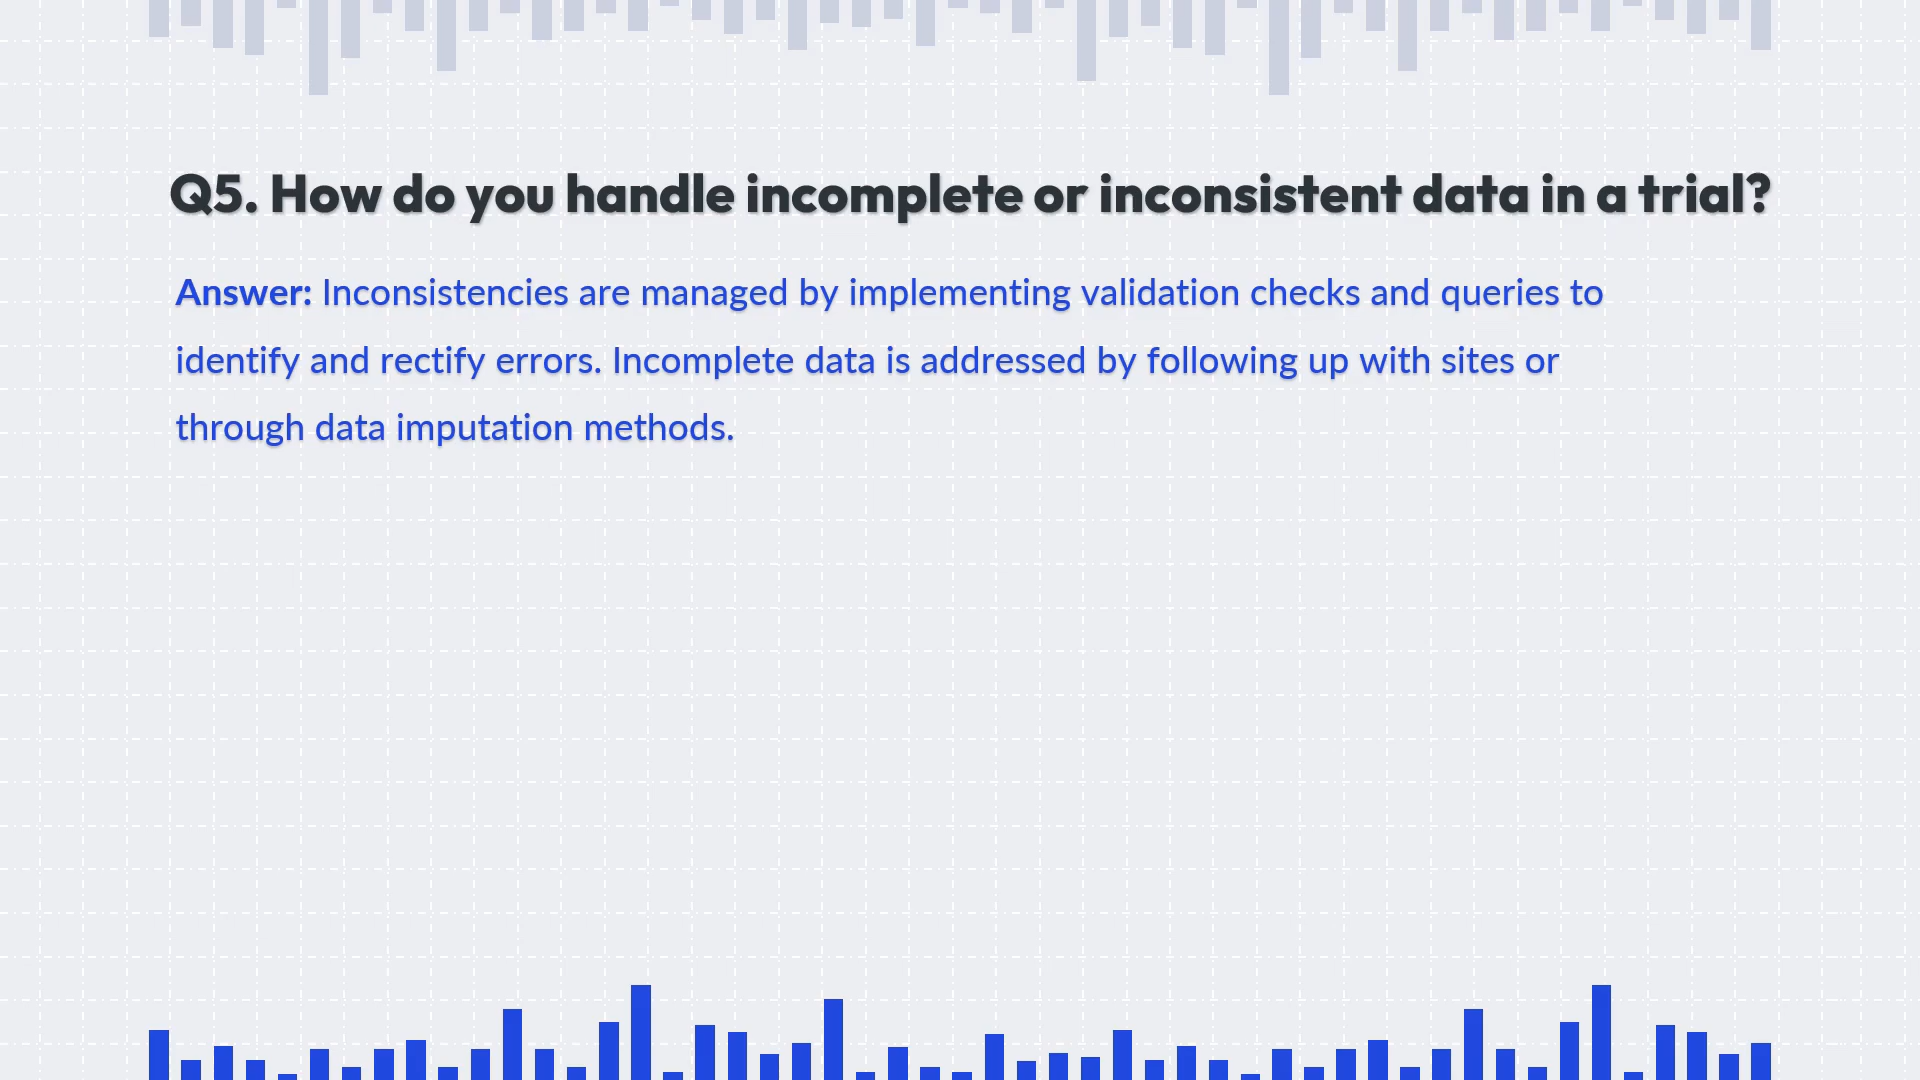 Q5. How do you handle incomplete or inconsistent data in a trial?
Answer: Inconsistencies are managed by implementing validation checks and queries to
identify and rectify errors. Incomplete data is addressed by following up with sites or
through data imputation methods.